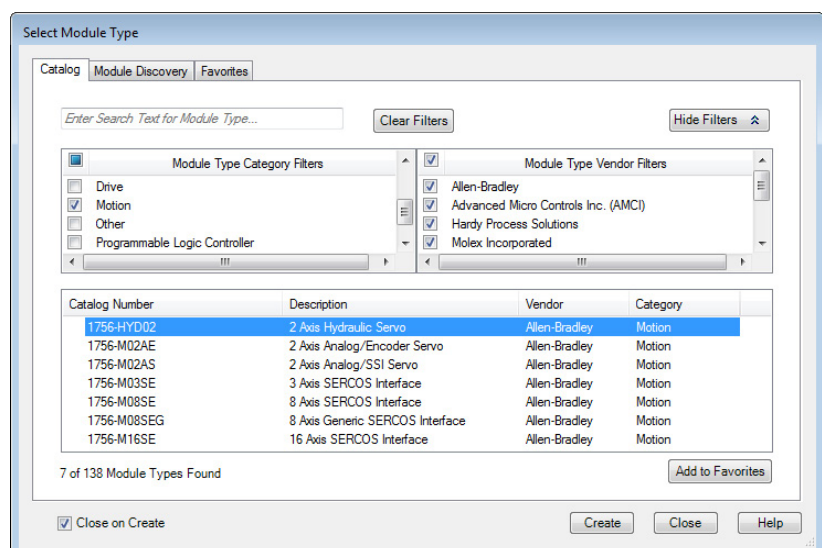 Select Module Type
Catalog Module Discovery Favorites
Enter Search Text for Module Type... Clear Filters Hide Filters
Module Type Category Filters Module Type Vendor Filters
Drive Allen-Bradley
Motion Advanced Micro Controls Inc. (AMCI)
Other Hardy Process Solutions
Programmable Logic Controller Molex Incorporated
Catalog Number Description Vendor Category
1756-HYD02 2 Axis Hydraulic Servo Allen-Bradley Motion
1756-M02AE 2 Axis Analog/Encoder Servo Allen-Bradley Motion
1756-M02AS 2 Axis Analog/SSI Servo Allen-Bradley Motion
1756-M03SE 3 Axis SERCOS Interface Allen-Bradley Motion
1756-M08SE 8 Axis SERCOS Interface Allen-Bradley Motion
1756-M08SEG 8 Axis Generic SERCOS Interface Allen-Bradley Motion
1756-M16SE 16 Axis SERCOS Interface Allen-Bradley Motion
7 of 138 Module Types Found Add to Favorites
Close on Create Create Close Help